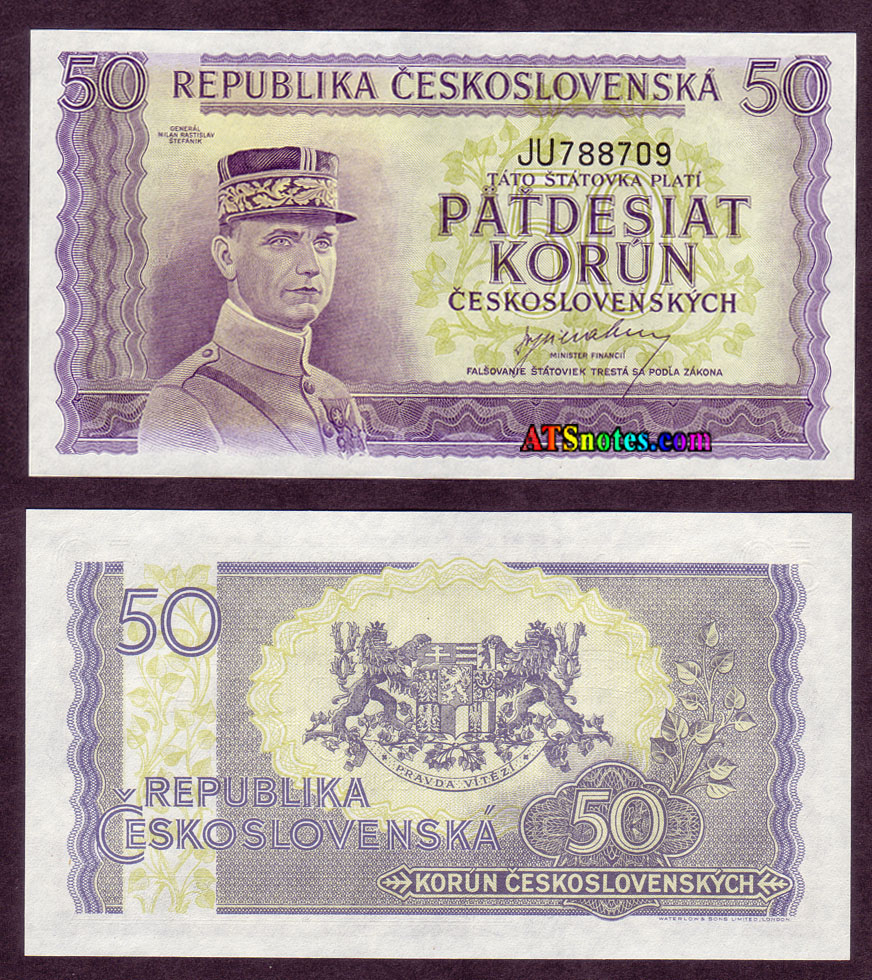 50 REPUBLIKA ČESKOSLOVENSKÁ 50
GENERÁL
MILAN RASTISLAV
ŠTEFÁNIK
JU788709
TÁTO ŠTÁTOVKA PLATÍ
PÄŤDESIAT
KORÚN
ČESKOSLOVENSKÝCH
MINISTER FINANCIÍ
FALŠOVANIE ŠTÁTOVIEK TRESTÁ SA PODĽA ZÁKONA
ATSnotes.com
50
PRAVDA VÍTĚZÍ
REPUBLIKA
ČESKOSLOVENSKÁ
50
KORÚN ČESKOSLOVENSKÝCH
WATERLOW & SONS LIMITED, LONDON